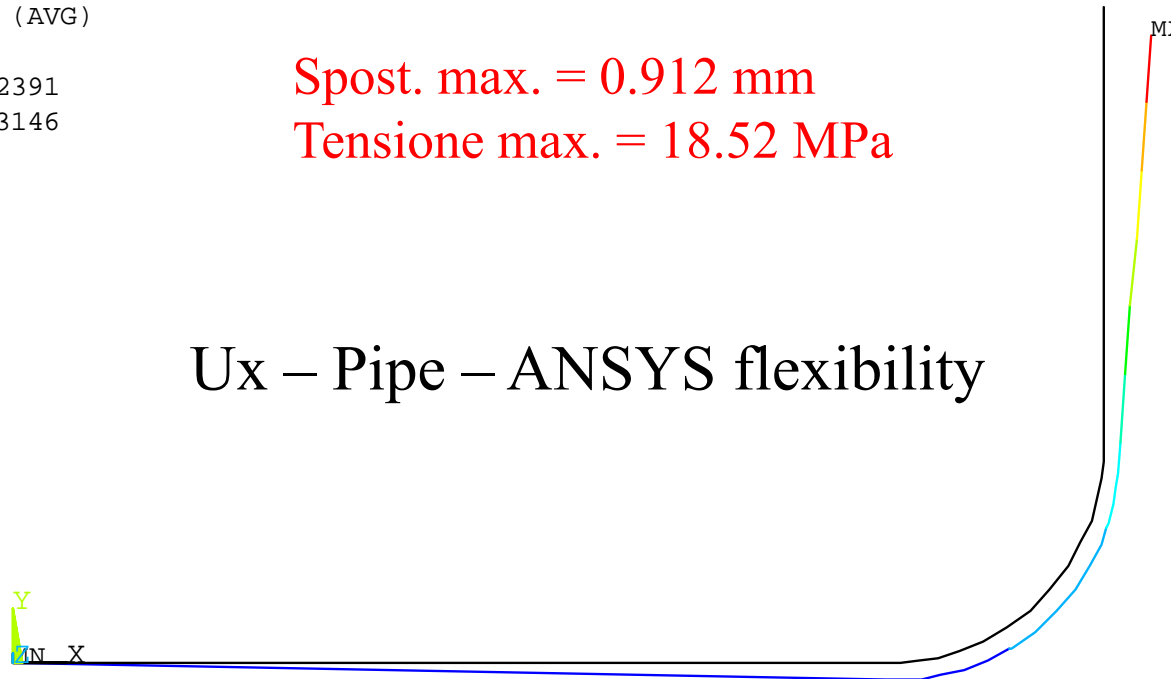 (AVG)
2391
3146
Spost. max. = 0.912 mm
Tensione max. = 18.52 MPa
Ux – Pipe – ANSYS flexibility
Y
X